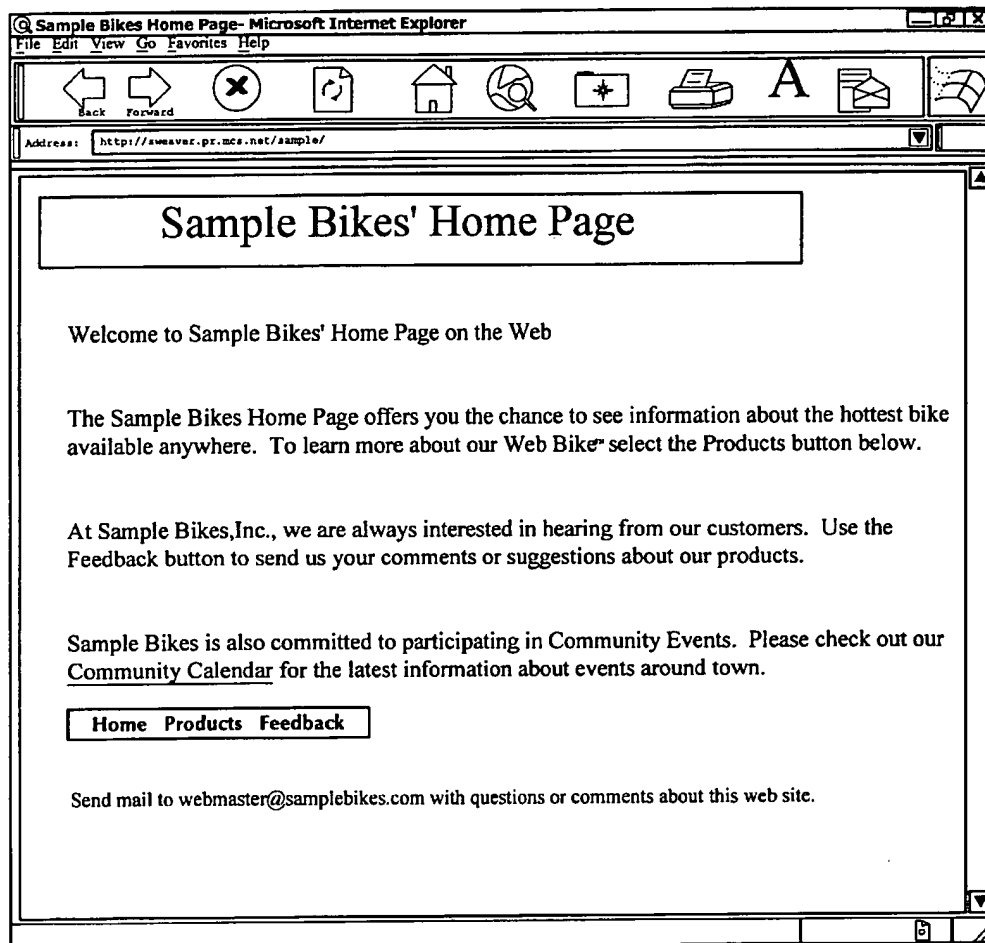 Sample Bikes Home Page- Microsoft Internet Explorer
File Edit View Go Favorites Help
Back Forward
A
Address: http://sweaver.pr.mcs.net/sample/
Sample Bikes' Home Page
Welcome to Sample Bikes' Home Page on the Web
The Sample Bikes Home Page offers you the chance to see information about the hottest bike
available anywhere. To learn more about our Web Bike select the Products button below.
At Sample Bikes,Inc., we are always interested in hearing from our customers. Use the
Feedback button to send us your comments or suggestions about our products.
Sample Bikes is also committed to participating in Community Events. Please check out our
Community Calendar for the latest information about events around town.
Home Products Feedback
Send mail to webmaster@samplebikes.com with questions or comments about this web site.